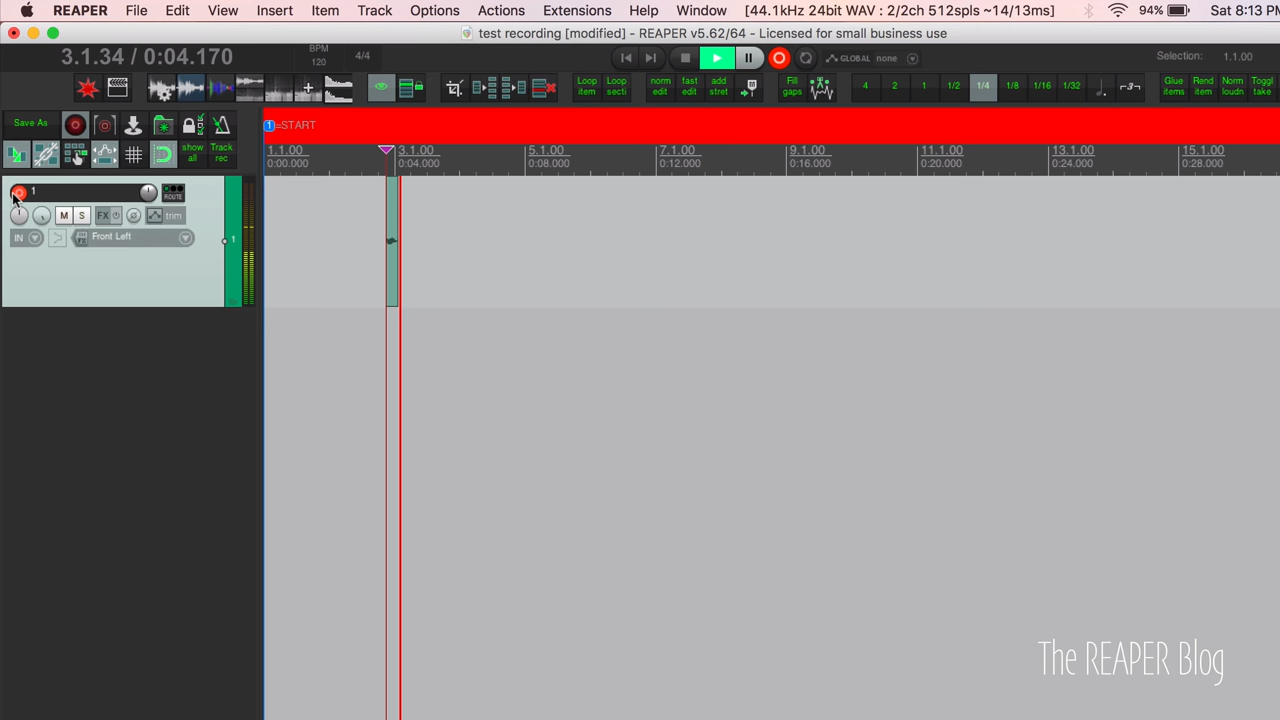 REAPER File Edit View Insert Item Track Options Actions Extensions Help Window [44.1kHz 24bit WAV : 2/2ch 512spls ~14/13ms] 94% Sat 8:13 P
test recording [modified] - REAPER v5.62/64 - Licensed for small business use
3.1.34 / 0:04.170 BPM 120 4/4 GLOBAL none Selection: 1.1.00
Loop item Loop secti norm edit fast edit add stret Fill gaps 4 2 1 1/2 1/4 1/8 1/16 1/32 3 Glue items Rend item Norm loudn Toggl take
Save As
1 =START
show all Track rec
1.1.00 3.1.00 5.1.00 7.1.00 9.1.00 11.1.00 13.1.00 15.1.00
0:00.000 0:04.000 0:08.000 0:12.000 0:16.000 0:20.000 0:24.000 0:28.000
1 ROUTE
M S FX trim
IN Front Left 1
The REAPER Blog